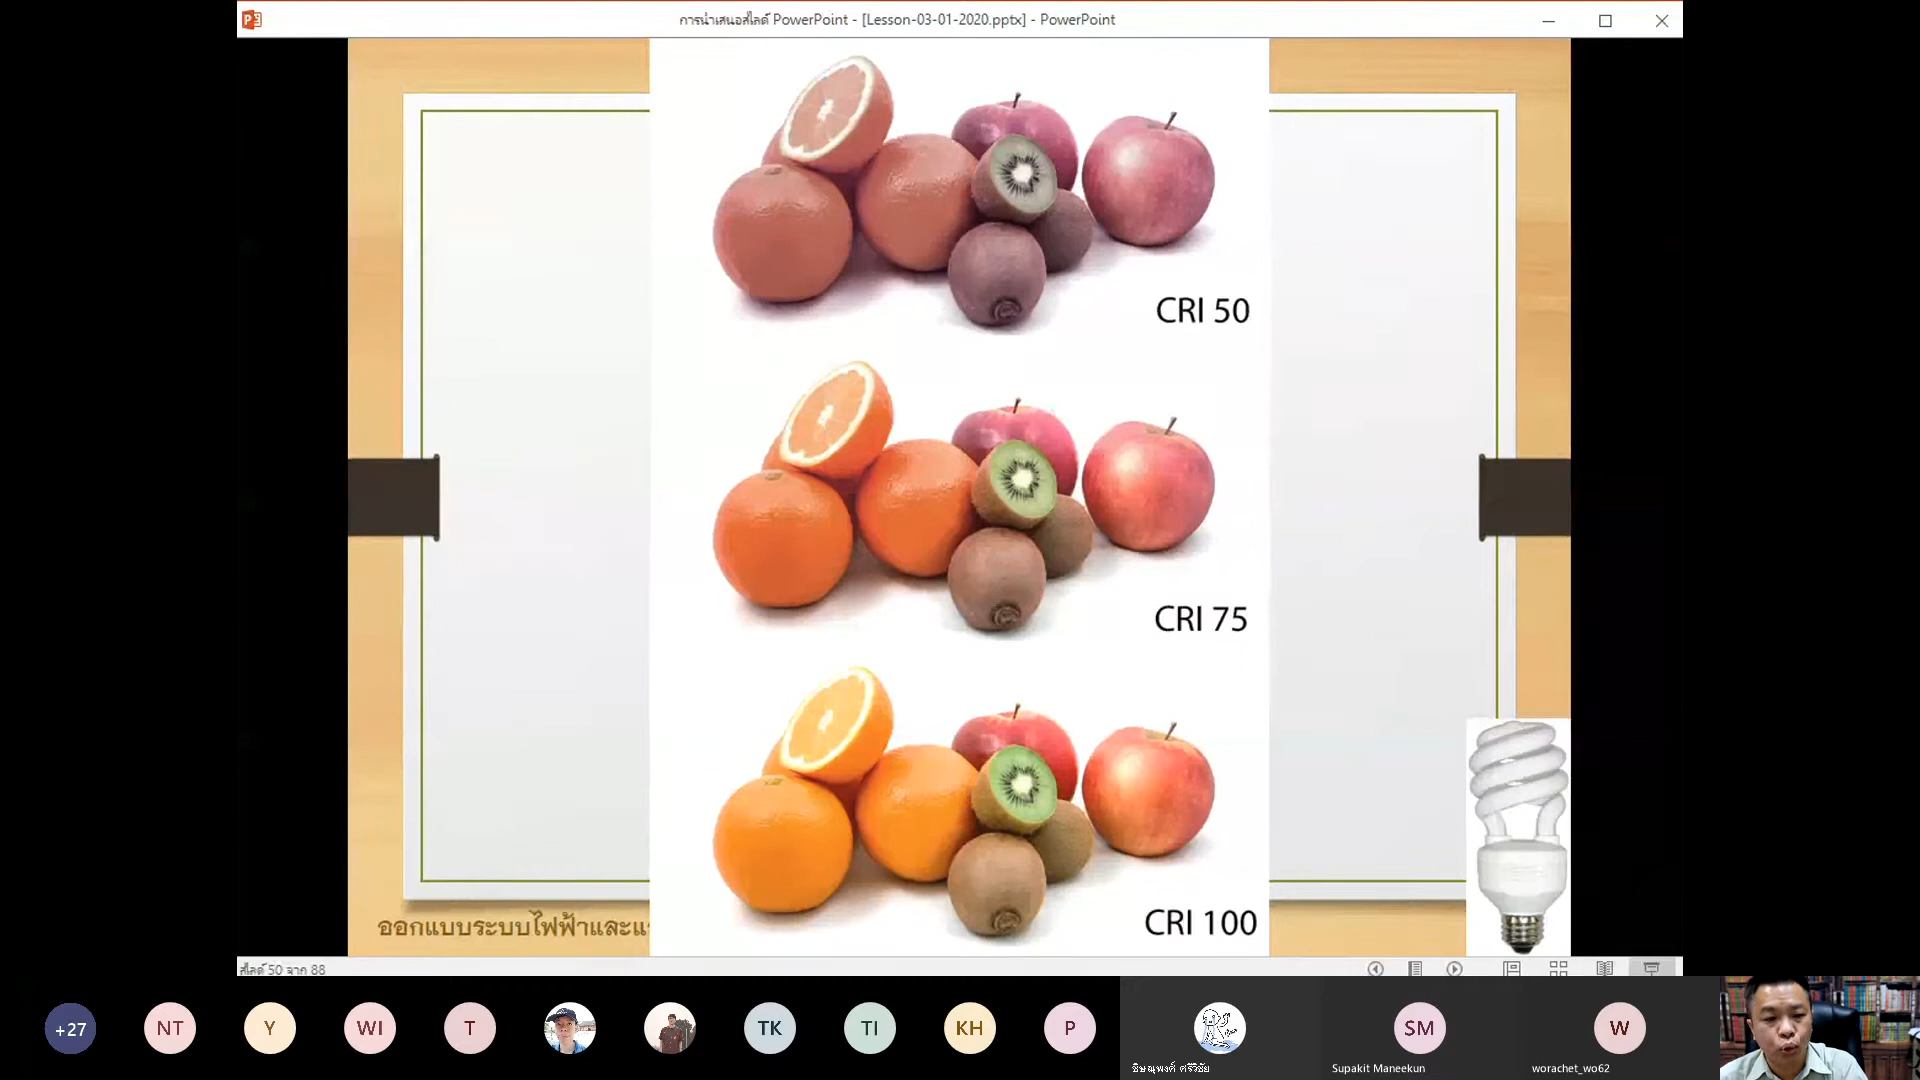 การนำเสนอสไลด์ PowerPoint - [Lesson-03-01-2020.pptx] - PowerPoint
CRI 50
CRI 75
CRI 100
ออกแบบระบบไฟฟ้าและแ
สไลด์ 50 จาก 88
+27
NT
Y
WI
T
TK
TI
KH
P
SM
W
Supakit Maneekun
worachet_wo62